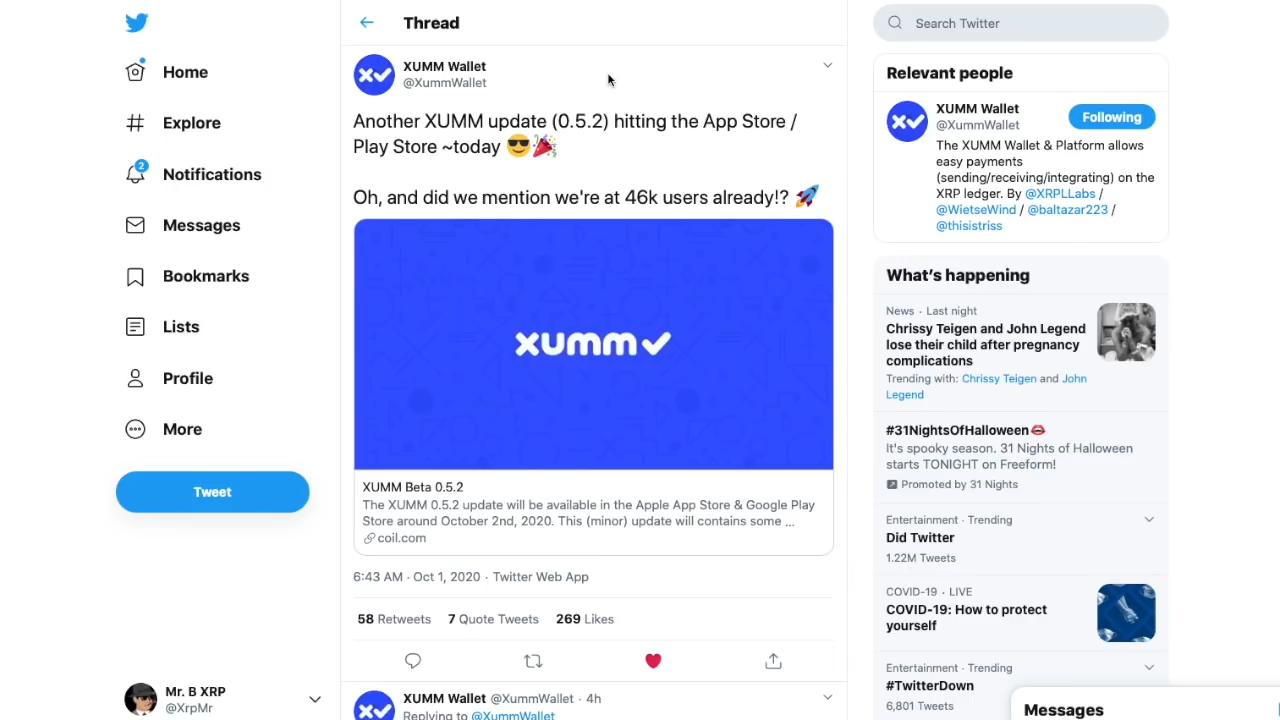 Home
Explore
2
Notifications
Messages
Bookmarks
Lists
Profile
More
Tweet
Mr. B XRP
@XrpMr
Thread
XUMM Wallet
@XummWallet
Another XUMM update (0.5.2) hitting the App Store /
Play Store ~today 😎🎉
Oh, and did we mention we're at 46k users already!? 🚀
xumm
XUMM Beta 0.5.2
The XUMM 0.5.2 update will be available in the Apple App Store & Google Play
Store around October 2nd, 2020. This (minor) update will contains some ...
coil.com
6:43 AM · Oct 1, 2020 · Twitter Web App
58 Retweets 7 Quote Tweets 269 Likes
XUMM Wallet @XummWallet · 4h
Replying to @XummWallet
Search Twitter
Relevant people
XUMM Wallet
@XummWallet
Following
The XUMM Wallet & Platform allows
easy payments
(sending/receiving/integrating) on the
XRP ledger. By @XRPLLabs /
@WietseWind / @baltazar223 /
@thisistriss
What's happening
News · Last night
Chrissy Teigen and John Legend
lose their child after pregnancy
complications
Trending with: Chrissy Teigen and John
Legend
#31NightsOfHalloween
It's spooky season. 31 Nights of Halloween
starts TONIGHT on Freeform!
Promoted by 31 Nights
Entertainment · Trending
Did Twitter
1.22M Tweets
COVID-19 · LIVE
COVID-19: How to protect
yourself
Entertainment · Trending
#TwitterDown
6,801 Tweets
Messages